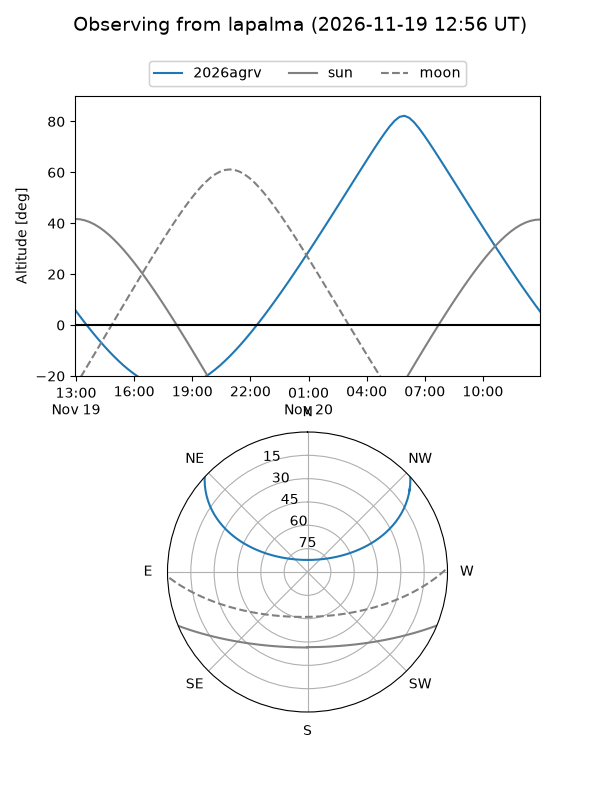 Observing from lapalma (2026-11-19 12:56 UT)
2026agrv sun moon
Altitude [deg]
80
60
40
20
0
−20
13:00 16:00 19:00 22:00 01:00 04:00 07:00 10:00
Nov 19 Nov 20
N
NE NW
15
30
45
60
75
E W
SE SW
S